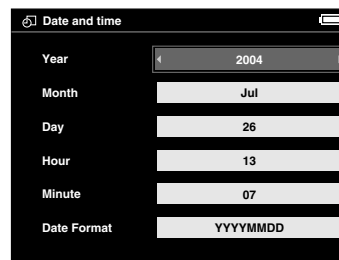 Date and time
Year 2004
Month Jul
Day 26
Hour 13
Minute 07
Date Format YYYYMMDD